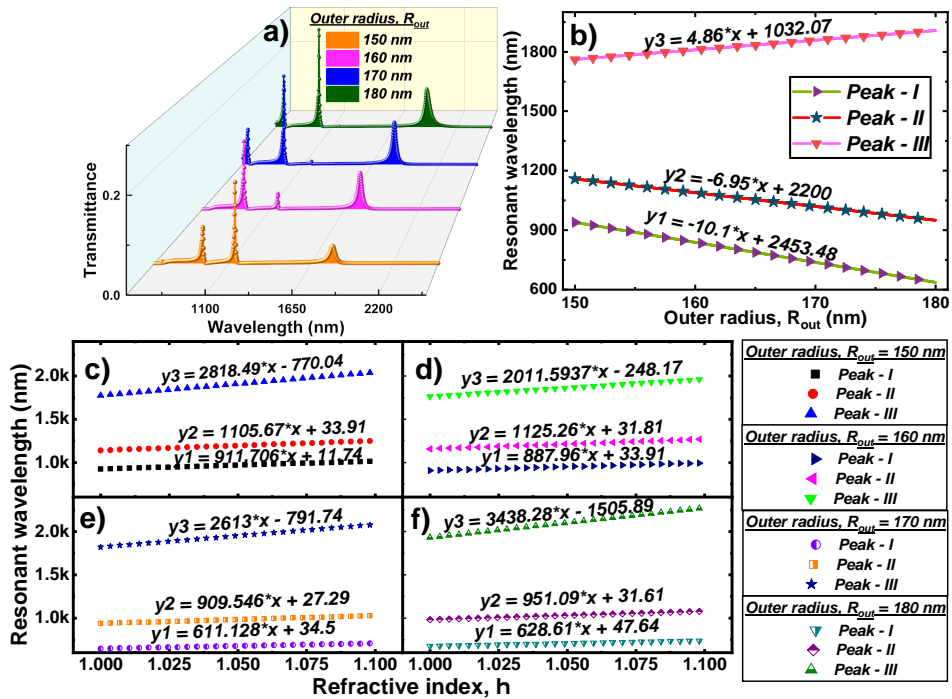 a)
Outer radius, Rout
150 nm
160 nm
170 nm
180 nm
Transmittance
0.2
0.0
1100 1650 2200
Wavelength (nm)
b)
Resonant wavelength (nm)
1800
1500
1200
900
600
y3 = 4.86*x + 1032.07
Peak - I
Peak - II
Peak - III
y2 = -6.95*x + 2200
y1 = -10.1*x + 2453.48
150 160 170 180
Outer radius, Rout (nm)
Resonant wavelength (nm)
2.0k
1.5k
1.0k
2.0k
1.5k
1.0k
c)
y3 = 2818.49*x - 770.04
y2 = 1105.67*x + 33.91
y1 = 911.706*x + 11.74
d)
y3 = 2011.5937*x - 248.17
y2 = 1125.26*x + 31.81
y1 = 887.96*x + 33.91
e)
y3 = 2613*x - 791.74
y2 = 909.546*x + 27.29
y1 = 611.128*x + 34.5
f)
y3 = 3438.28*x - 1505.89
y2 = 951.09*x + 31.61
y1 = 628.61*x + 47.64
1.000 1.025 1.050 1.075 1.100
1.000 1.025 1.050 1.075 1.100
Refractive index, h
Outer radius, Rout = 150 nm
Peak - I
Peak - II
Peak - III
Outer radius, Rout = 160 nm
Peak - I
Peak - II
Peak - III
Outer radius, Rout = 170 nm
Peak - I
Peak - II
Peak - III
Outer radius, Rout = 180 nm
Peak - I
Peak - II
Peak - III